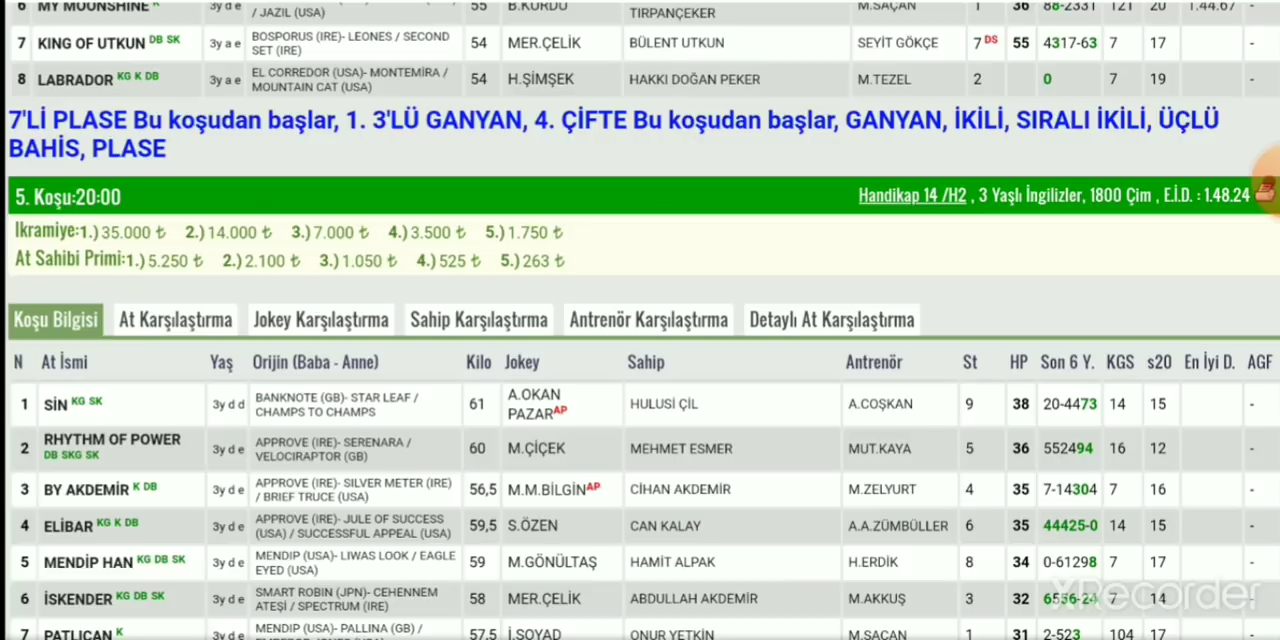 6 MY MOONSHINE K 3y d e / JAZIL (USA) 55 B.KURDU TIRPANÇEKER M.SAÇAN 1 36 88-2331 121 20 1.44.67 -
7 KING OF UTKUN DB SK 3y a e BOSPORUS (IRE)- LEONES / SECOND SET (IRE) 54 MER.ÇELİK BÜLENT UTKUN SEYİT GÖKÇE 7 DS 55 4317-63 7 17 -
8 LABRADOR KG K DB 3y a e EL CORREDOR (USA)- MONTEMİRA / MOUNTAIN CAT (USA) 54 H.ŞİMŞEK HAKKI DOĞAN PEKER M.TEZEL 2 0 7 19 -
7'Lİ PLASE Bu koşudan başlar, 1. 3'LÜ GANYAN, 4. ÇİFTE Bu koşudan başlar, GANYAN, İKİLİ, SIRALI İKİLİ, ÜÇLÜ
BAHİS, PLASE
5. Koşu:20:00 Handikap 14 /H2 , 3 Yaşlı İngilizler, 1800 Çim , E.İ.D. : 1.48.24
Ikramiye:1.) 35.000 ₺ 2.) 14.000 ₺ 3.) 7.000 ₺ 4.) 3.500 ₺ 5.) 1.750 ₺
At Sahibi Primi:1.) 5.250 ₺ 2.) 2.100 ₺ 3.) 1.050 ₺ 4.) 525 ₺ 5.) 263 ₺
Koşu Bilgisi At Karşılaştırma Jokey Karşılaştırma Sahip Karşılaştırma Antrenör Karşılaştırma Detaylı At Karşılaştırma
N At İsmi Yaş Orijin (Baba - Anne) Kilo Jokey Sahip Antrenör St HP Son 6 Y. KGS s20 En İyi D. AGF
1 SİN KG SK 3y d d BANKNOTE (GB)- STAR LEAF / CHAMPS TO CHAMPS 61 A.OKAN PAZAR AP HULUSİ ÇİL A.COŞKAN 9 38 20-4473 14 15 -
2 RHYTHM OF POWER DB SKG SK 3y d e APPROVE (IRE)- SERENARA / VELOCIRAPTOR (GB) 60 M.ÇİÇEK MEHMET ESMER MUT.KAYA 5 36 552494 16 12 -
3 BY AKDEMİR K DB 3y d e APPROVE (IRE)- SILVER METER (IRE) / BRIEF TRUCE (USA) 56,5 M.M.BİLGİN AP CİHAN AKDEMİR M.ZELYURT 4 35 7-14304 7 16 -
4 ELİBAR KG K DB 3y d e APPROVE (IRE)- JULE OF SUCCESS (USA) / SUCCESSFUL APPEAL (USA) 59,5 S.ÖZEN CAN KALAY A.A.ZÜMBÜLLER 6 35 44425-0 14 15 -
5 MENDİP HAN KG DB SK 3y d e MENDIP (USA)- LIWAS LOOK / EAGLE EYED (USA) 59 M.GÖNÜLTAŞ HAMİT ALPAK H.ERDİK 8 34 0-61298 7 17 -
6 İSKENDER KG DB SK 3y d e SMART ROBIN (JPN)- CEHENNEM ATEŞİ / SPECTRUM (IRE) 58 MER.ÇELİK ABDULLAH AKDEMİR M.AKKUŞ 3 32 6556-24 7 14 -
XRecorder
7 PATLICAN K 3y d e MENDIP (USA)- PALLINA (GB) / 57,5 İ.SOYAD ONUR YETKİN M.SAÇAN 1 31 2-523 104 17 -